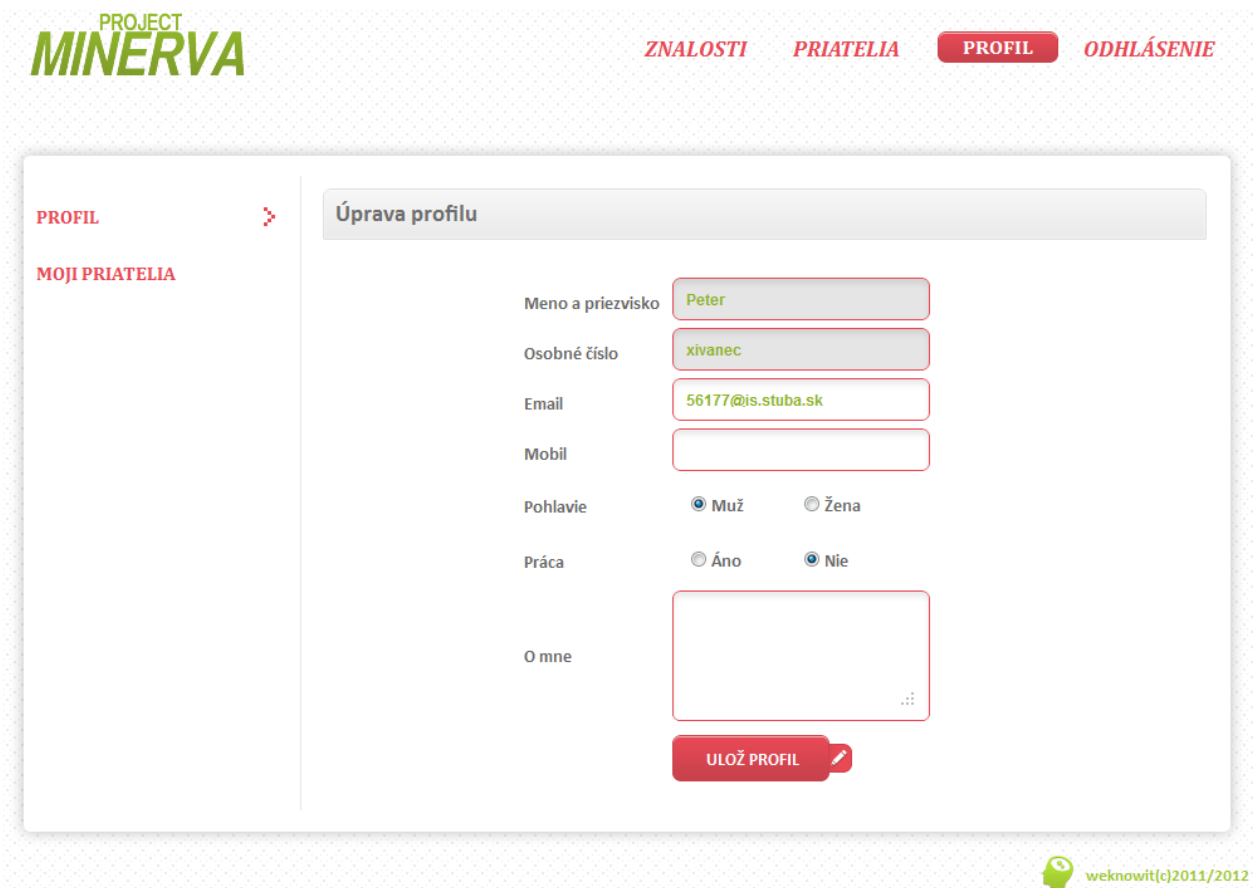 PROJECT
MINERVA
ZNALOSTI PRIATELIA PROFIL ODHLÁSENIE
PROFIL
MOJI PRIATELIA
Úprava profilu
Meno a priezvisko Peter
Osobné číslo xivanec
Email 56177@is.stuba.sk
Mobil
Pohlavie Muž Žena
Práca Áno Nie
O mne
ULOŽ PROFIL
weknowit(c)2011/2012